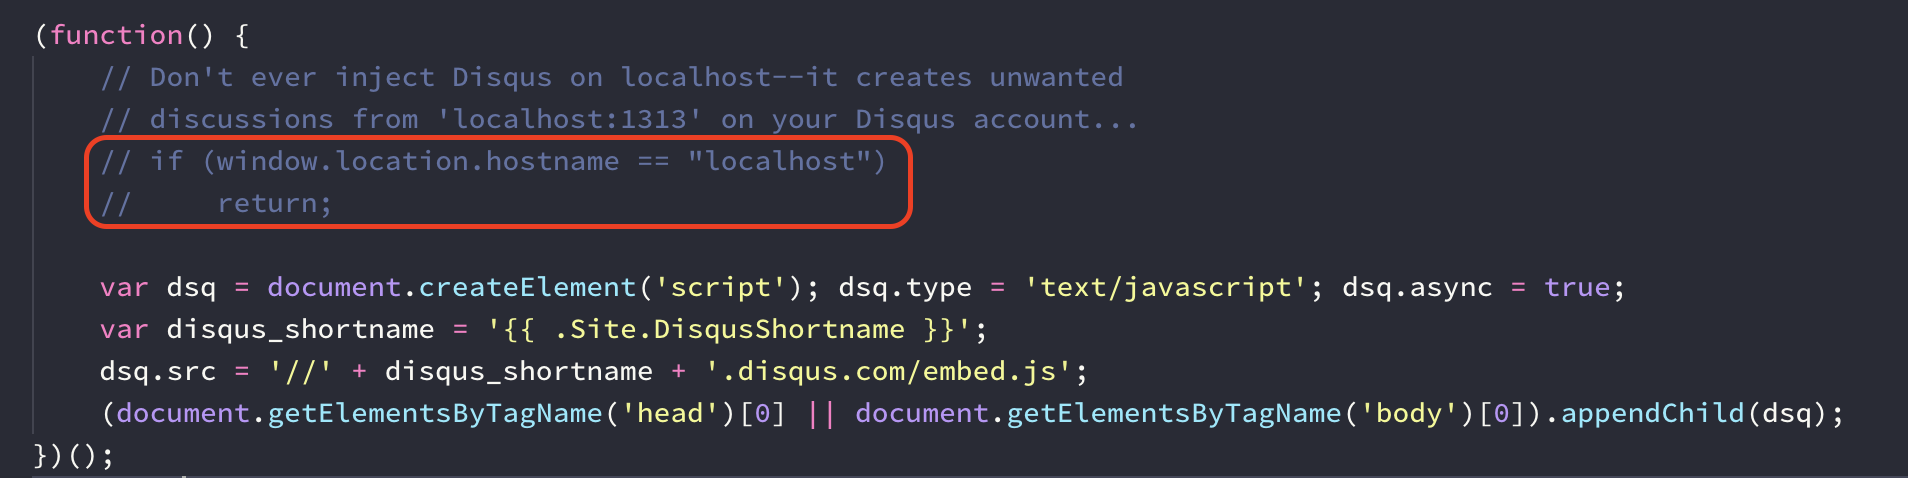 (function() {
    // Don't ever inject Disqus on localhost--it creates unwanted
    // discussions from 'localhost:1313' on your Disqus account...
    // if (window.location.hostname == "localhost")
    //     return;

    var dsq = document.createElement('script'); dsq.type = 'text/javascript'; dsq.async = true;
    var disqus_shortname = '{{ .Site.DisqusShortname }}';
    dsq.src = '//' + disqus_shortname + '.disqus.com/embed.js';
    (document.getElementsByTagName('head')[0] || document.getElementsByTagName('body')[0]).appendChild(dsq);
})();